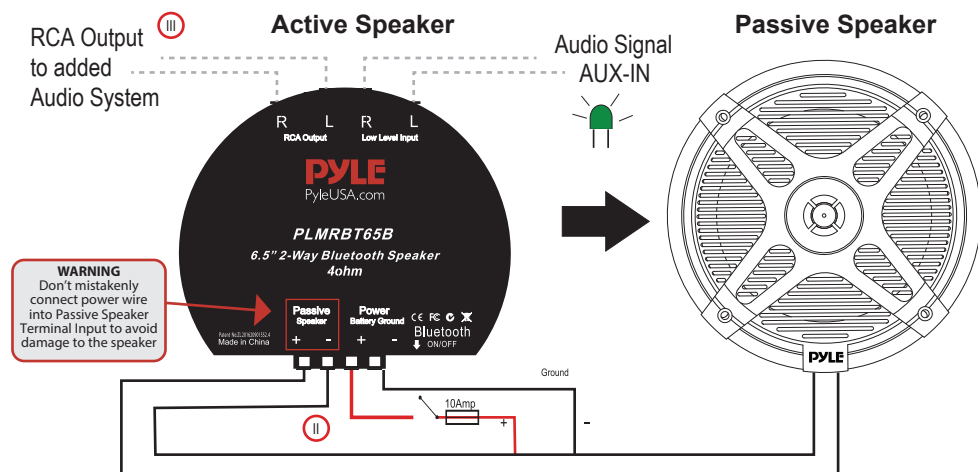 RCA Output
to added
Audio System
III
Active Speaker
Audio Signal
AUX-IN
Passive Speaker
R L R L
RCA Output Low Level Input
PYLE
PyleUSA.com
PLMRBT65B
6.5" 2-Way Bluetooth Speaker
4ohm
WARNING
Don't mistakenly
connect power wire
into Passive Speaker
Terminal Input to avoid
damage to the speaker
Passive
Speaker
+ -
Power
Battery Ground
+ -
CE FC
Bluetooth
ON/OFF
Made in China
Ground
10Amp
+
-
II
PYLE